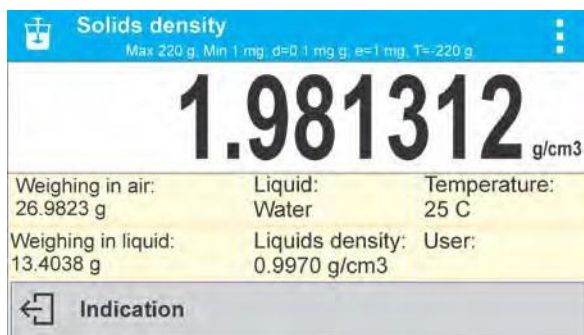 Solids density
Max 220 g, Min 1 mg, d=0.1 mg g, e=1 mg, T=-220 g
1.981312 g/cm3
Weighing in air: Liquid: Temperature:
26.9823 g Water 25 C
Weighing in liquid: Liquids density: User:
13.4038 g 0.9970 g/cm3
Indication